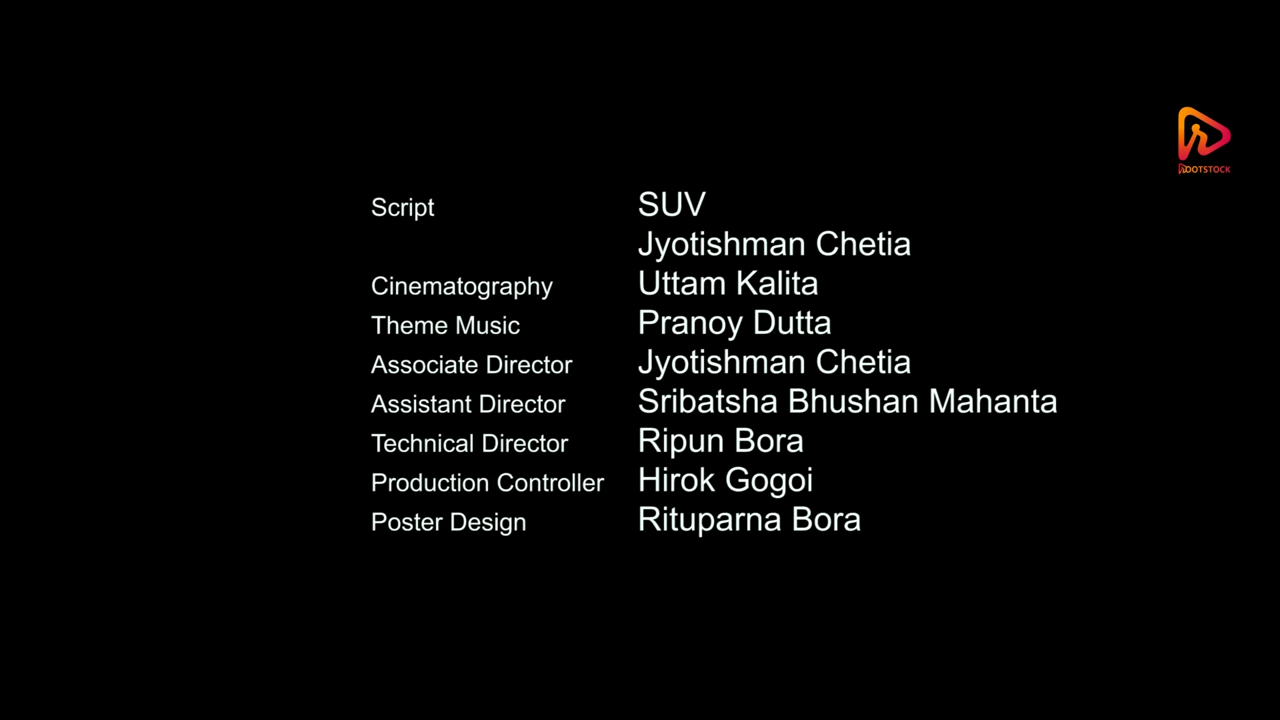 ROOTSTOCK
Script SUV
Jyotishman Chetia
Cinematography Uttam Kalita
Theme Music Pranoy Dutta
Associate Director Jyotishman Chetia
Assistant Director Sribatsha Bhushan Mahanta
Technical Director Ripun Bora
Production Controller Hirok Gogoi
Poster Design Rituparna Bora